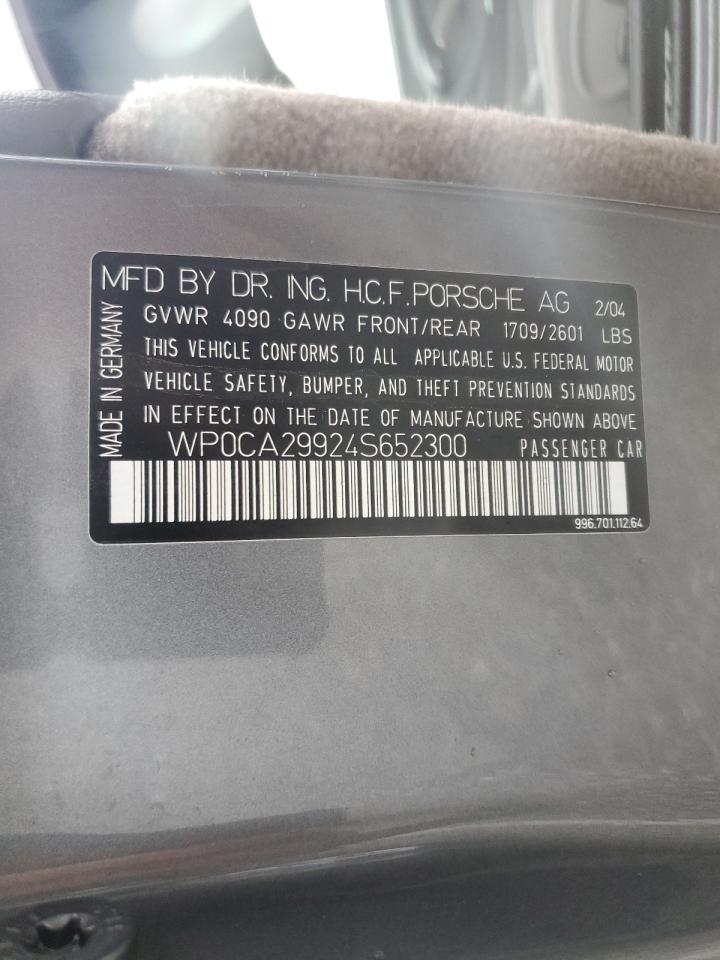 MFD BY DR. ING. H.C.F.PORSCHE AG 2/04
GVWR 4090 GAWR FRONT/REAR 1709/2601 LBS
THIS VEHICLE CONFORMS TO ALL APPLICABLE U.S. FEDERAL MOTOR
VEHICLE SAFETY, BUMPER, AND THEFT PREVENTION STANDARDS
IN EFFECT ON THE DATE OF MANUFACTURE SHOWN ABOVE
WP0CA29924S652300 PASSENGER CAR
996.701.112.64
MADE IN GERMANY